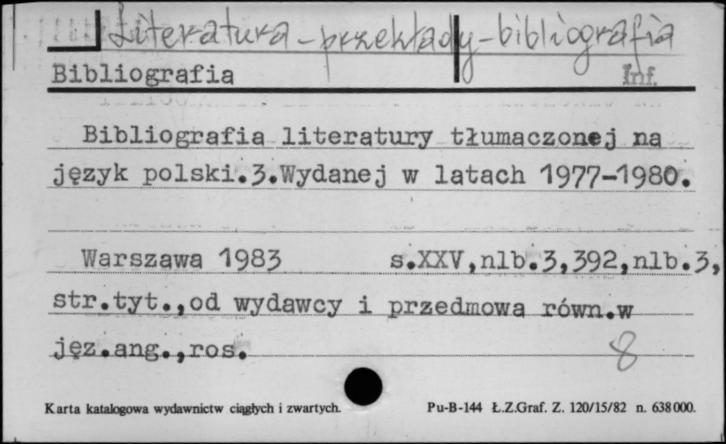 Literatura - przekłady - bibliografia
Bibliografia Inf.
Bibliografia literatury tłumaczonej na
język polski.3.Wydanej w latach 1977-1980.
Warszawa 1983 s.XXV,nlb.3,392,nlb.3,
str.tyt.,od wydawcy i przedmowa równ.w
jęz.ang.,ros.
8
Karta katalogowa wydawnictw ciągłych i zwartych. Pu-B-144 Ł.Z.Graf. Z. 120/15/82 n. 638000.